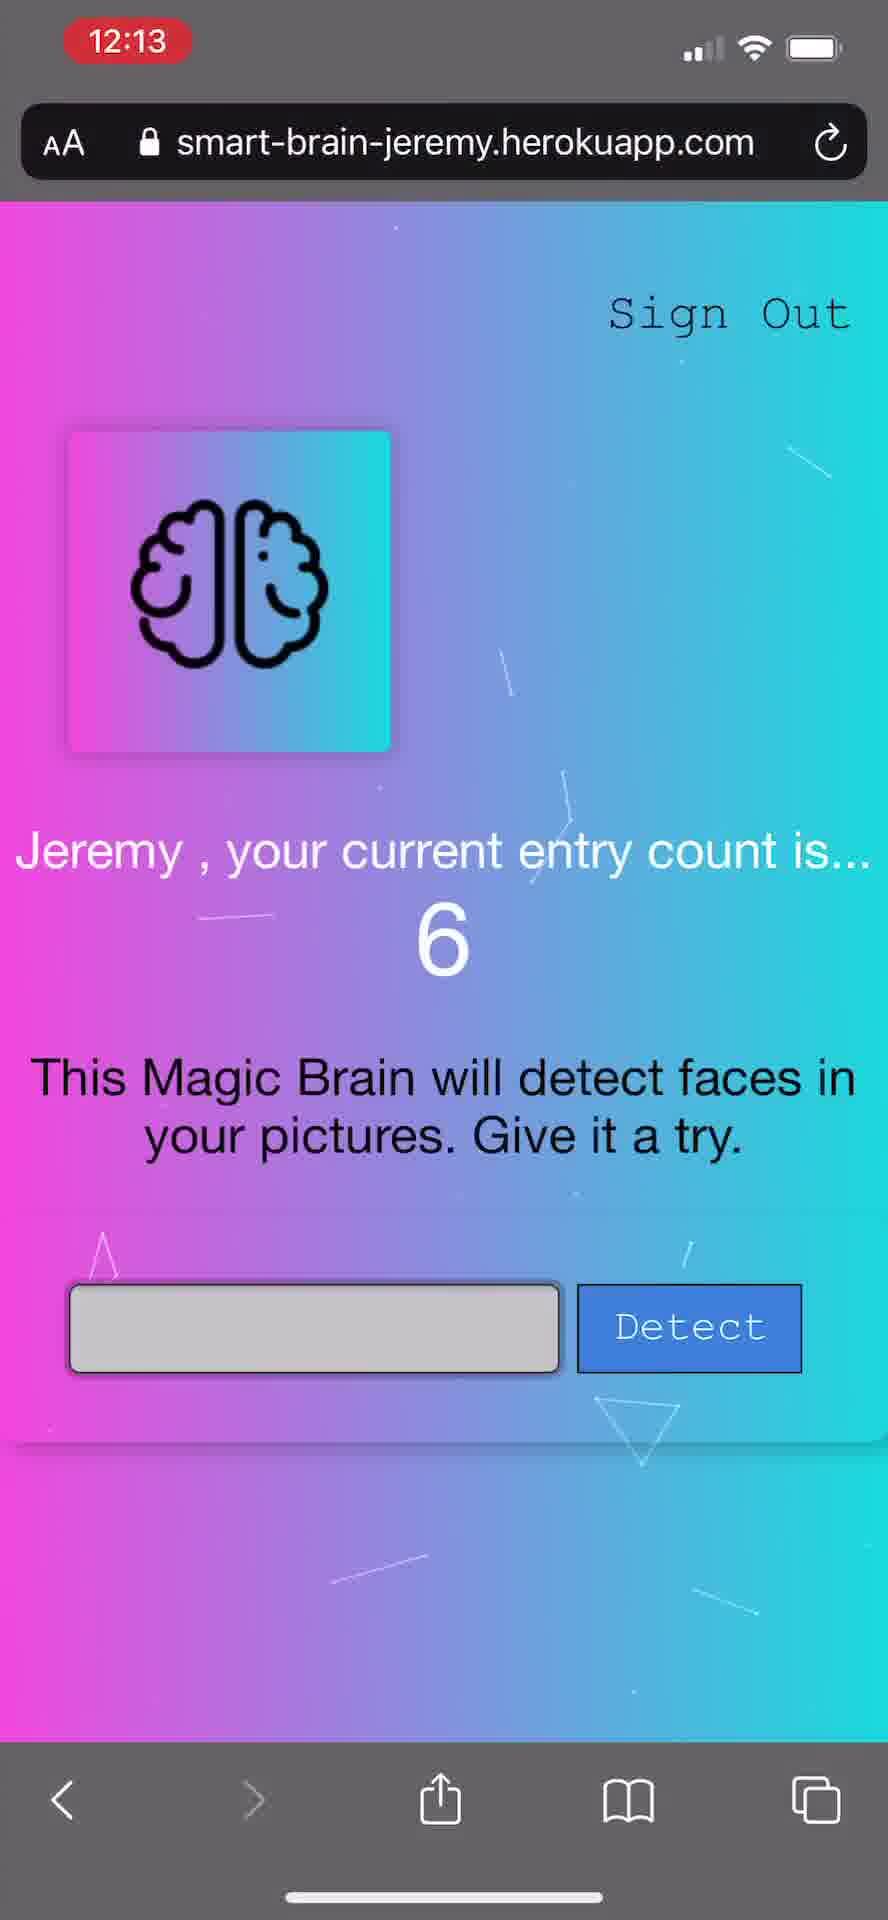 12:13
AA smart-brain-jeremy.herokuapp.com
Sign Out
Jeremy , your current entry count is...
6
This Magic Brain will detect faces in
your pictures. Give it a try.
Detect